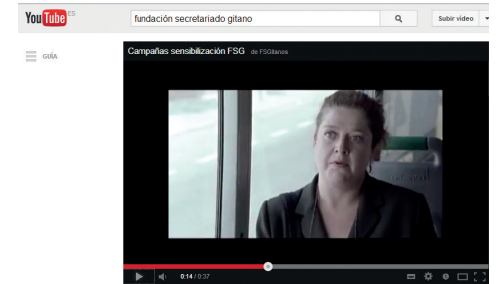 YouTube ES
fundación secretariado gitano
Subir vídeo
GUÍA
Campañas sensibilización FSG de FSGitanos
0:14 / 0:37